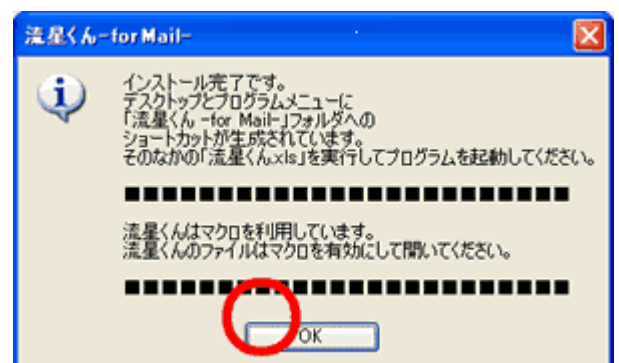 流星くん-for Mail-
インストール完了です。
デスクトップとプログラムメニューに
「流星くん -for Mail-」フォルダへの
ショートカットが生成されています。
そのなかの「流星くん.xls」を実行してプログラムを起動してください。
■■■■■■■■■■■■■■■■■■■■■■■■
流星くんはマクロを利用しています。
流星くんのファイルはマクロを有効にして開いてください。
■■■■■■■■■■■■■■■■■■■■■■■■
OK